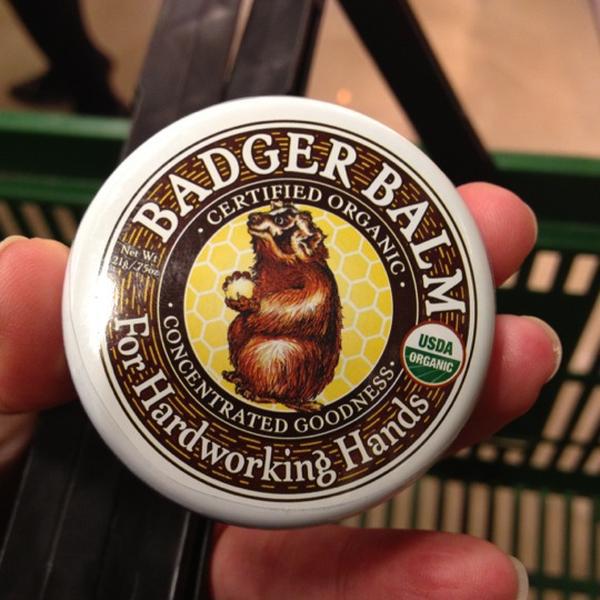 BADGER BALM
· CERTIFIED ORGANIC ·
Net Wt
21g/.75oz
· CONCENTRATED GOODNESS ·
USDA
ORGANIC
For Hardworking Hands